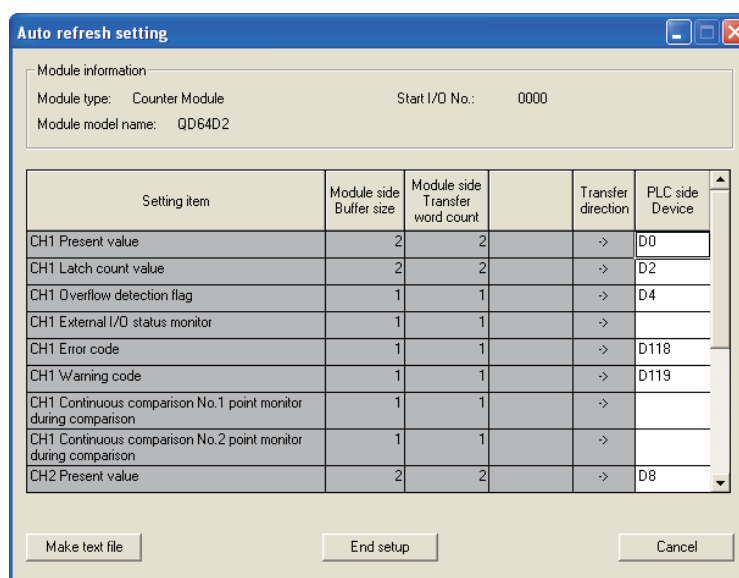 Auto refresh setting
Module information
Module type: Counter Module Start I/O No.: 0000
Module model name: QD64D2
Setting item
Module side
Buffer size
Module side
Transfer
word count
Transfer
direction
PLC side
Device
CH1 Present value 2 2 -> D0
CH1 Latch count value 2 2 -> D2
CH1 Overflow detection flag 1 1 -> D4
CH1 External I/O status monitor 1 1 ->
CH1 Error code 1 1 -> D118
CH1 Warning code 1 1 -> D119
CH1 Continuous comparison No.1 point monitor
during comparison 1 1 ->
CH1 Continuous comparison No.2 point monitor
during comparison 1 1 ->
CH2 Present value 2 2 -> D8
Make text file End setup Cancel